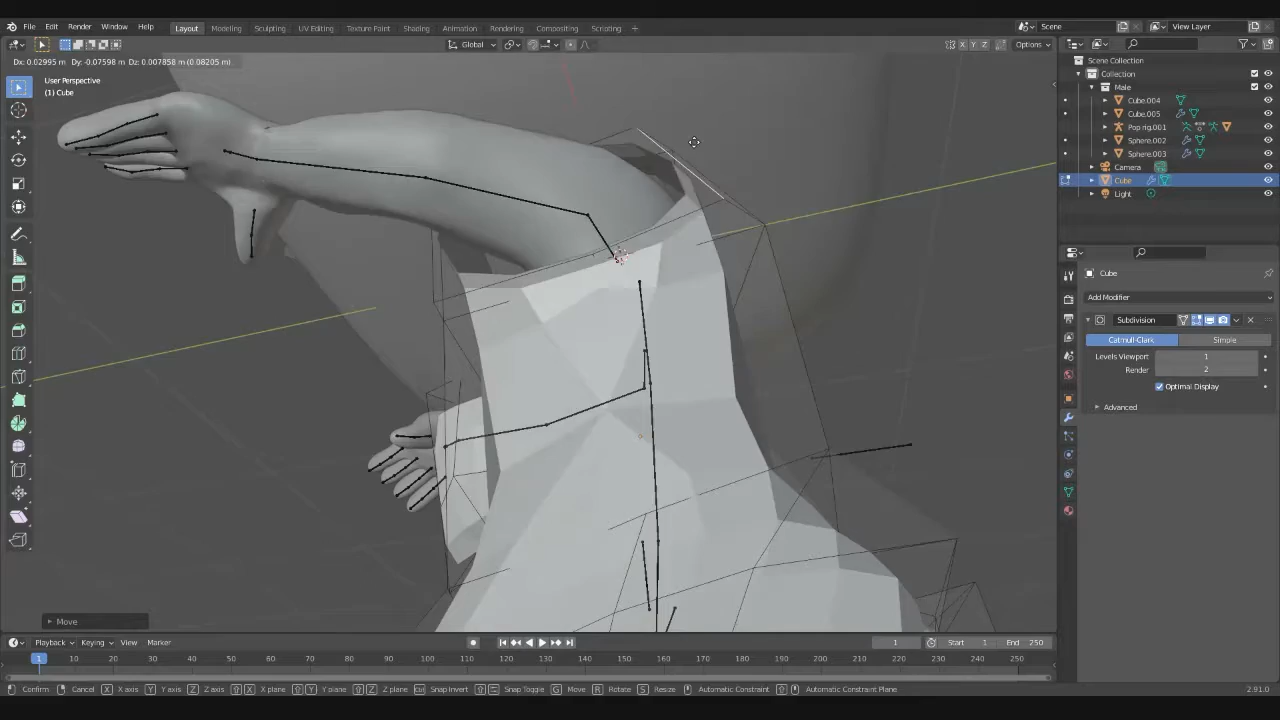 File Edit Render Window Help Layout Modeling Sculpting UV Editing Texture Paint Shading Animation Rendering Compositing Scripting + Scene View Layer
Global X Y Z Options
Dx: 0.02995 m Dy: -0.07598 m Dz: 0.007858 m (0.08205 m)
User Perspective
(1) Cube
Scene Collection
Collection
Male
Cube.004
Cube.005
Pop rig.001
Sphere.002
Sphere.003
Camera
Cube
Light
Cube
Add Modifier
Subdivision
Catmull-Clark Simple
Levels Viewport 1
Render 2
Optimal Display
Advanced
Move
Playback Keying View Marker 1 Start 1 End 250
1 10 20 30 40 50 60 70 80 90 100 110 120 130 140 150 160 170 180 190 200 210 220 230 240 250
Confirm Cancel X X axis Y Y axis Z Z axis X X plane Y Y plane Z Z plane Snap Invert Snap Toggle G Move R Rotate S Resize Automatic Constraint Automatic Constraint Plane 2.91.0